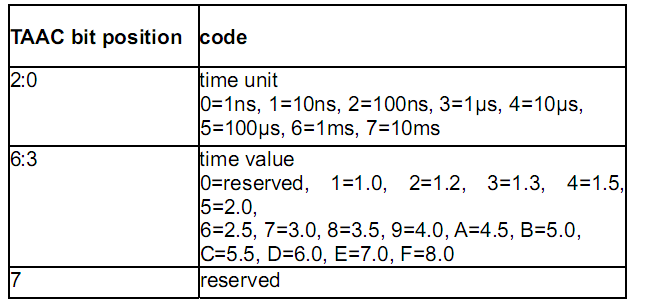 TAAC bit position code
2:0 time unit
0=1ns, 1=10ns, 2=100ns, 3=1µs, 4=10µs,
5=100µs, 6=1ms, 7=10ms
6:3 time value
0=reserved, 1=1.0, 2=1.2, 3=1.3, 4=1.5,
5=2.0,
6=2.5, 7=3.0, 8=3.5, 9=4.0, A=4.5, B=5.0,
C=5.5, D=6.0, E=7.0, F=8.0
7 reserved